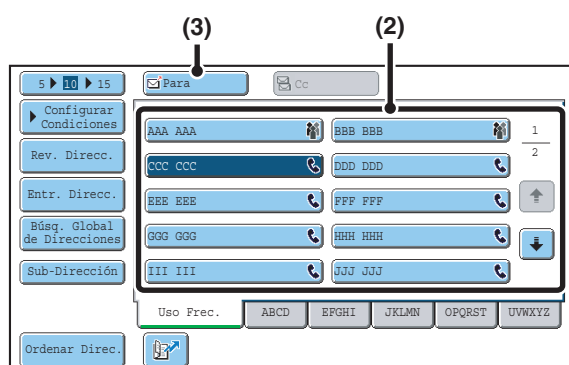 (3)
(2)
5 10 15
Para
Cc
Configurar
Condiciones
Rev. Direcc.
Entr. Direcc.
Búsq. Global
de Direcciones
Sub-Dirección
AAA AAA
BBB BBB
CCC CCC
DDD DDD
EEE EEE
FFF FFF
GGG GGG
HHH HHH
III III
JJJ JJJ
1
2
Uso Frec.
ABCD
EFGHI
JKLMN
OPQRST
UVWXYZ
Ordenar Direc.